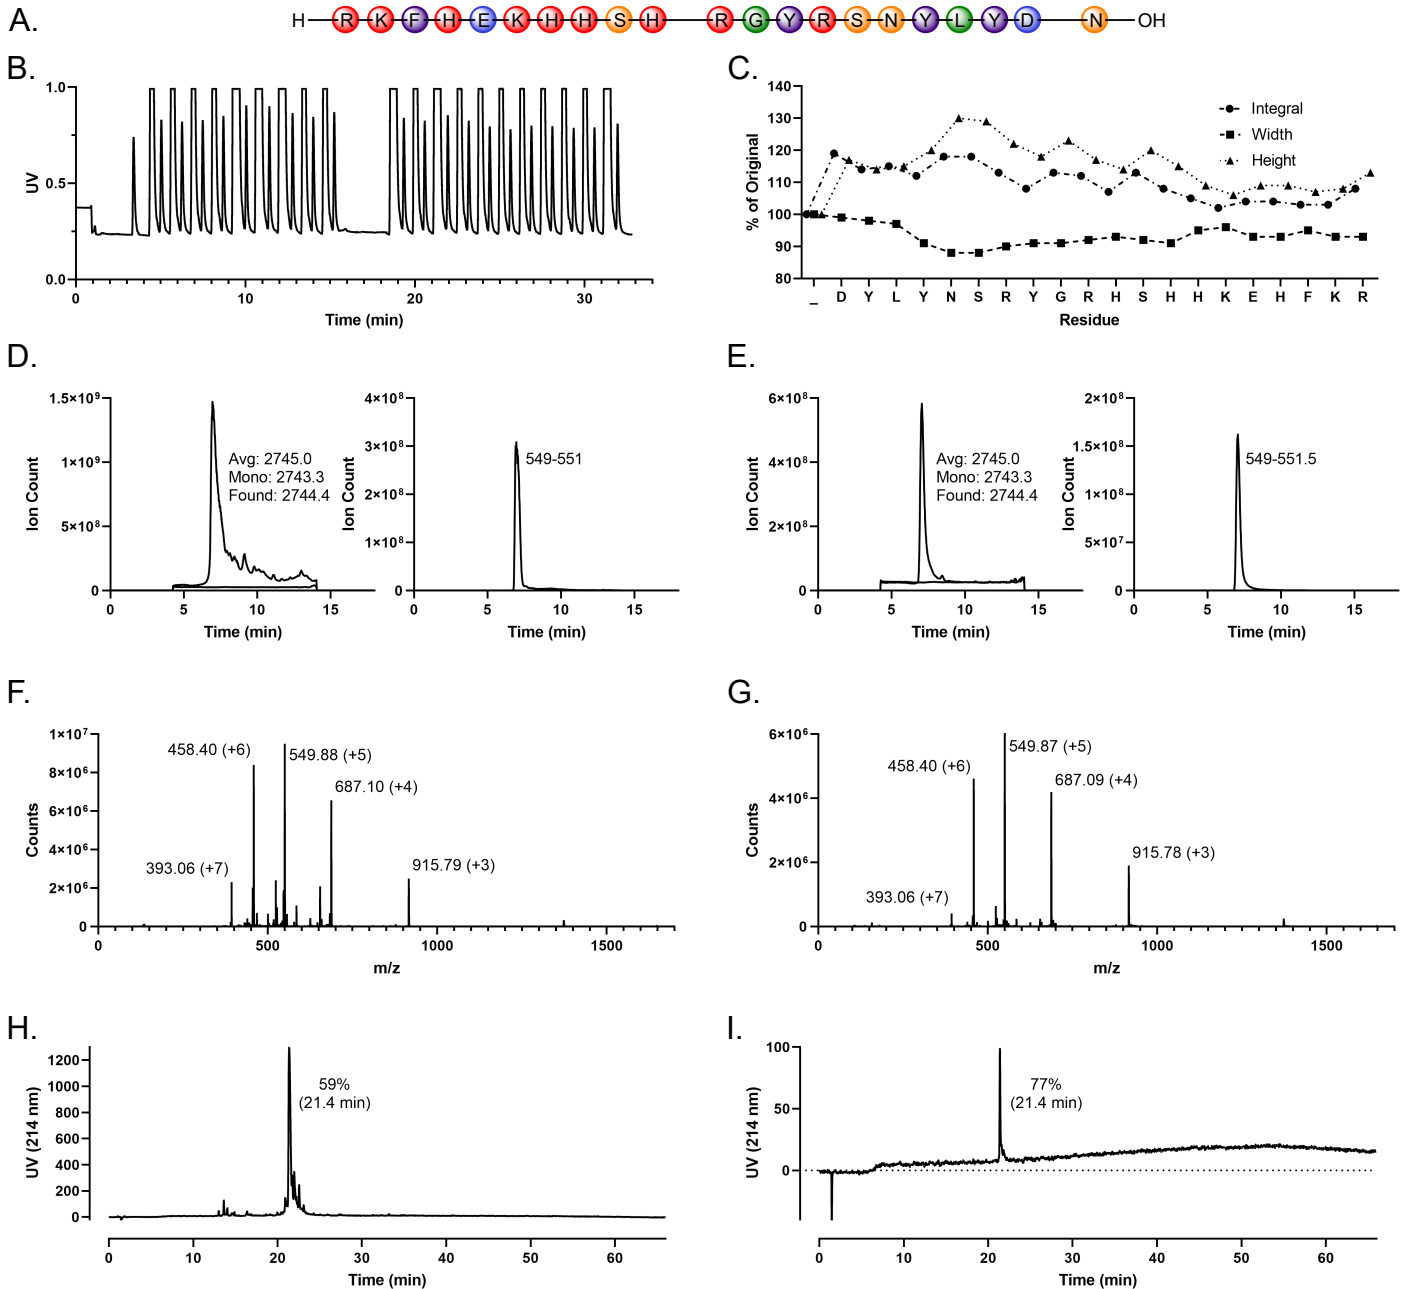 A.
H R K F H E K H H S H R G Y R S N Y L Y D N OH
B.
1.0
0.5
0.0
UV
0 10 20 30
Time (min)
C.
140
130
120
110
100
90
80
% of Original
Integral
Width
Height
_ D Y L Y N S R Y G R H S H H K E H F K R
Residue
D.
1.5×10⁹
1×10⁹
5×10⁸
0
Ion Count
Avg: 2745.0
Mono: 2743.3
Found: 2744.4
0 5 10 15
Time (min)
4×10⁸
3×10⁸
2×10⁸
1×10⁸
0
Ion Count
549-551
0 5 10 15
Time (min)
E.
6×10⁸
4×10⁸
2×10⁸
0
Ion Count
Avg: 2745.0
Mono: 2743.3
Found: 2744.4
0 5 10 15
Time (min)
2×10⁸
1.5×10⁸
1×10⁸
5×10⁷
0
Ion Count
549-551.5
0 5 10 15
Time (min)
F.
1×10⁷
8×10⁶
6×10⁶
4×10⁶
2×10⁶
0
Counts
458.40 (+6)
549.88 (+5)
687.10 (+4)
393.06 (+7)
915.79 (+3)
0 500 1000 1500
m/z
G.
6×10⁶
4×10⁶
2×10⁶
0
Counts
549.87 (+5)
458.40 (+6)
687.09 (+4)
915.78 (+3)
393.06 (+7)
0 500 1000 1500
m/z
H.
1200
1000
800
600
400
200
0
UV (214 nm)
59%
(21.4 min)
0 10 20 30 40 50 60
Time (min)
I.
100
50
0
UV (214 nm)
77%
(21.4 min)
0 10 20 30 40 50 60
Time (min)